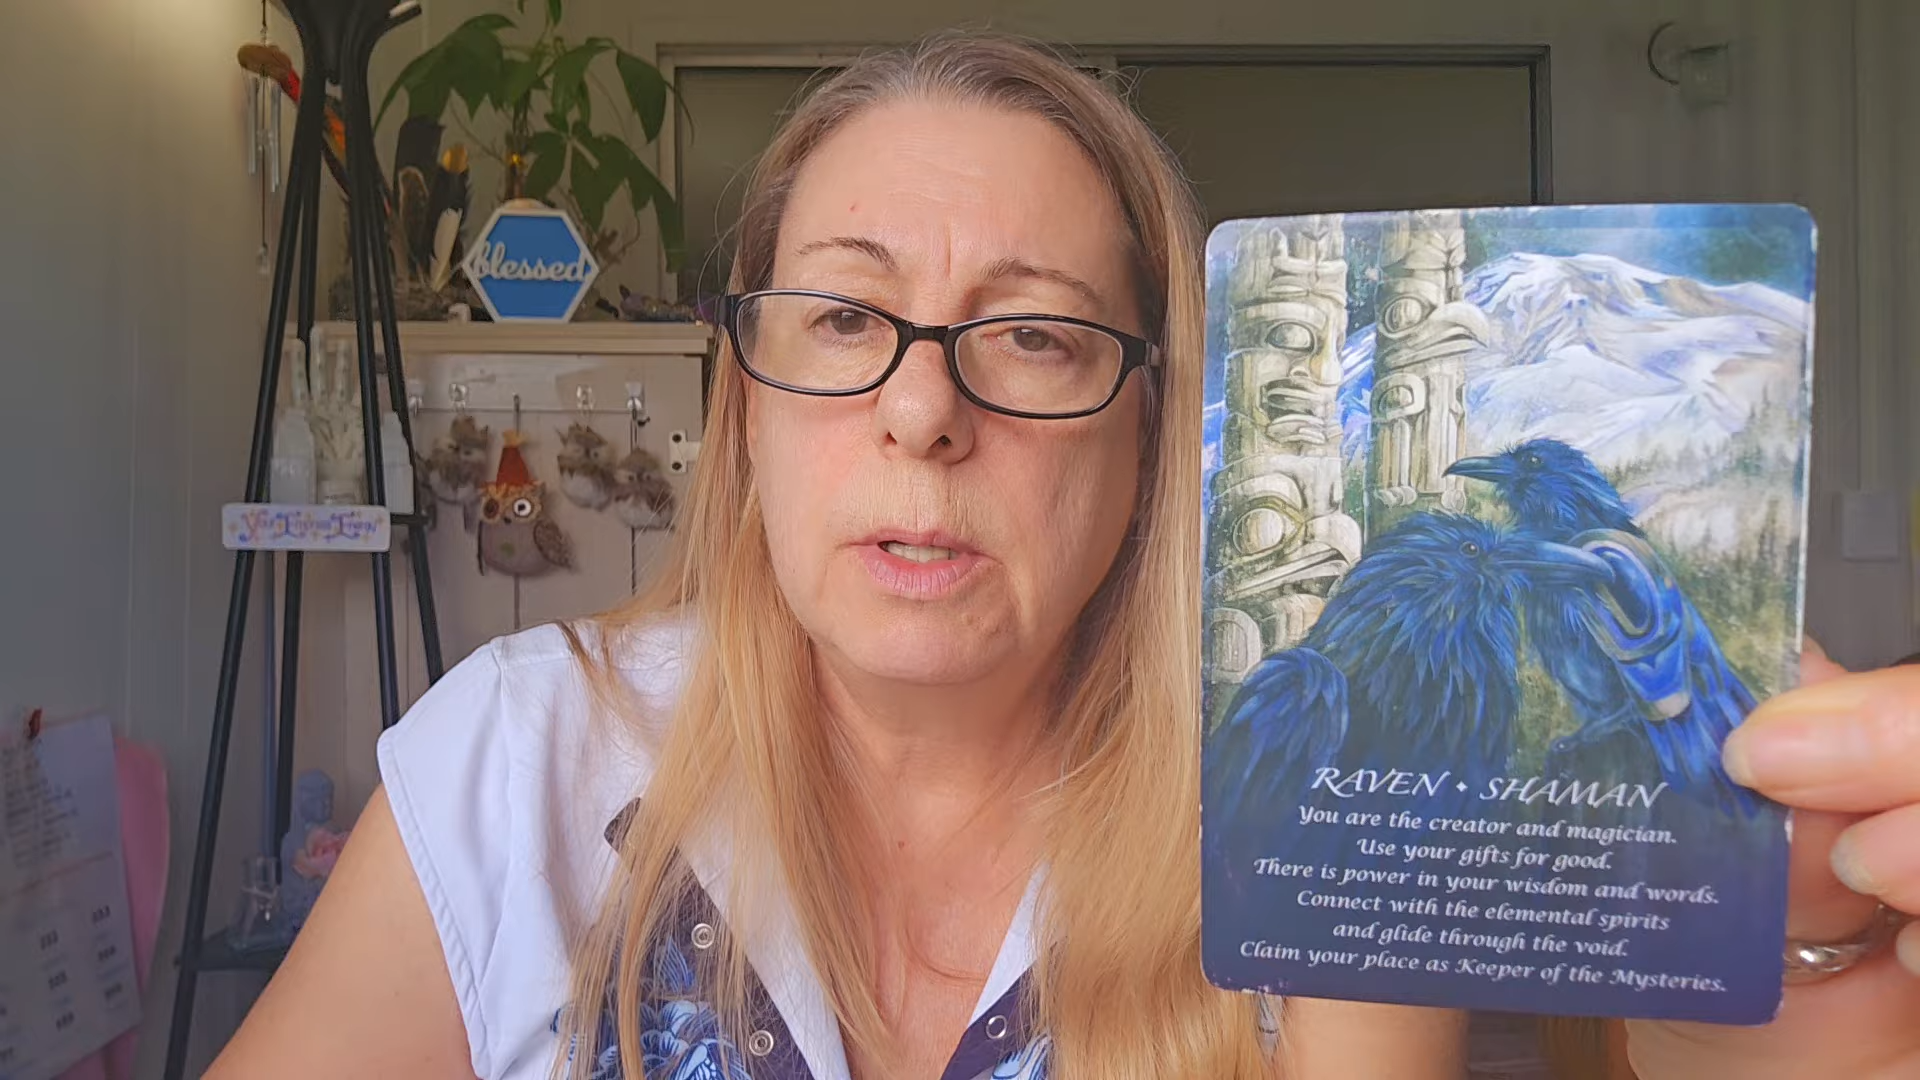 blessed
RAVEN • SHAMAN
You are the creator and magician.
Use your gifts for good.
There is power in your wisdom and words.
Connect with the elemental spirits
and glide through the void.
Claim your place as Keeper of the Mysteries.